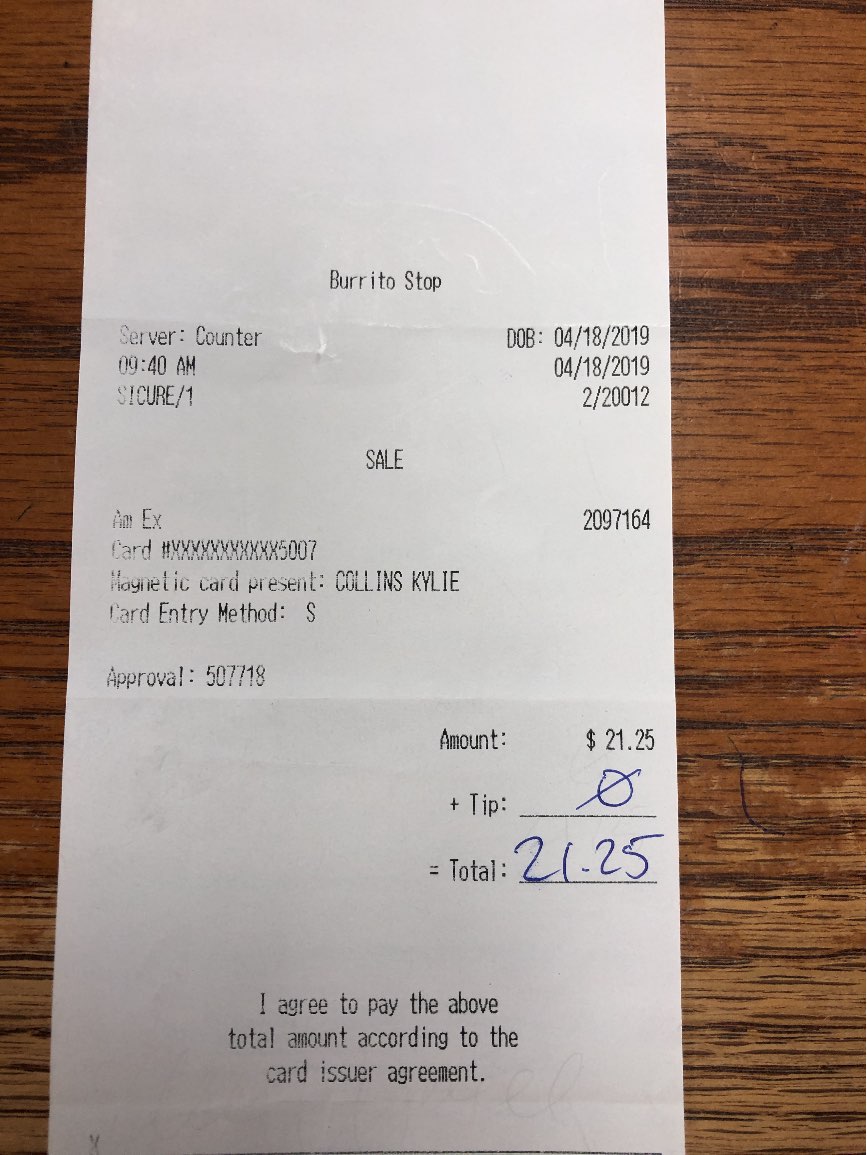 Burrito Stop
Server: Counter DOB: 04/18/2019
09:40 AM 04/18/2019
SICURE/1 2/20012
SALE
Am Ex 2097164
Card #XXXXXXXXXXX5007
Magnetic card present: COLLINS KYLIE
Card Entry Method: S
Approval: 507718
Amount: $ 21.25
+ Tip: Ø
= Total: 21.25
I agree to pay the above
total amount according to the
card issuer agreement.
X